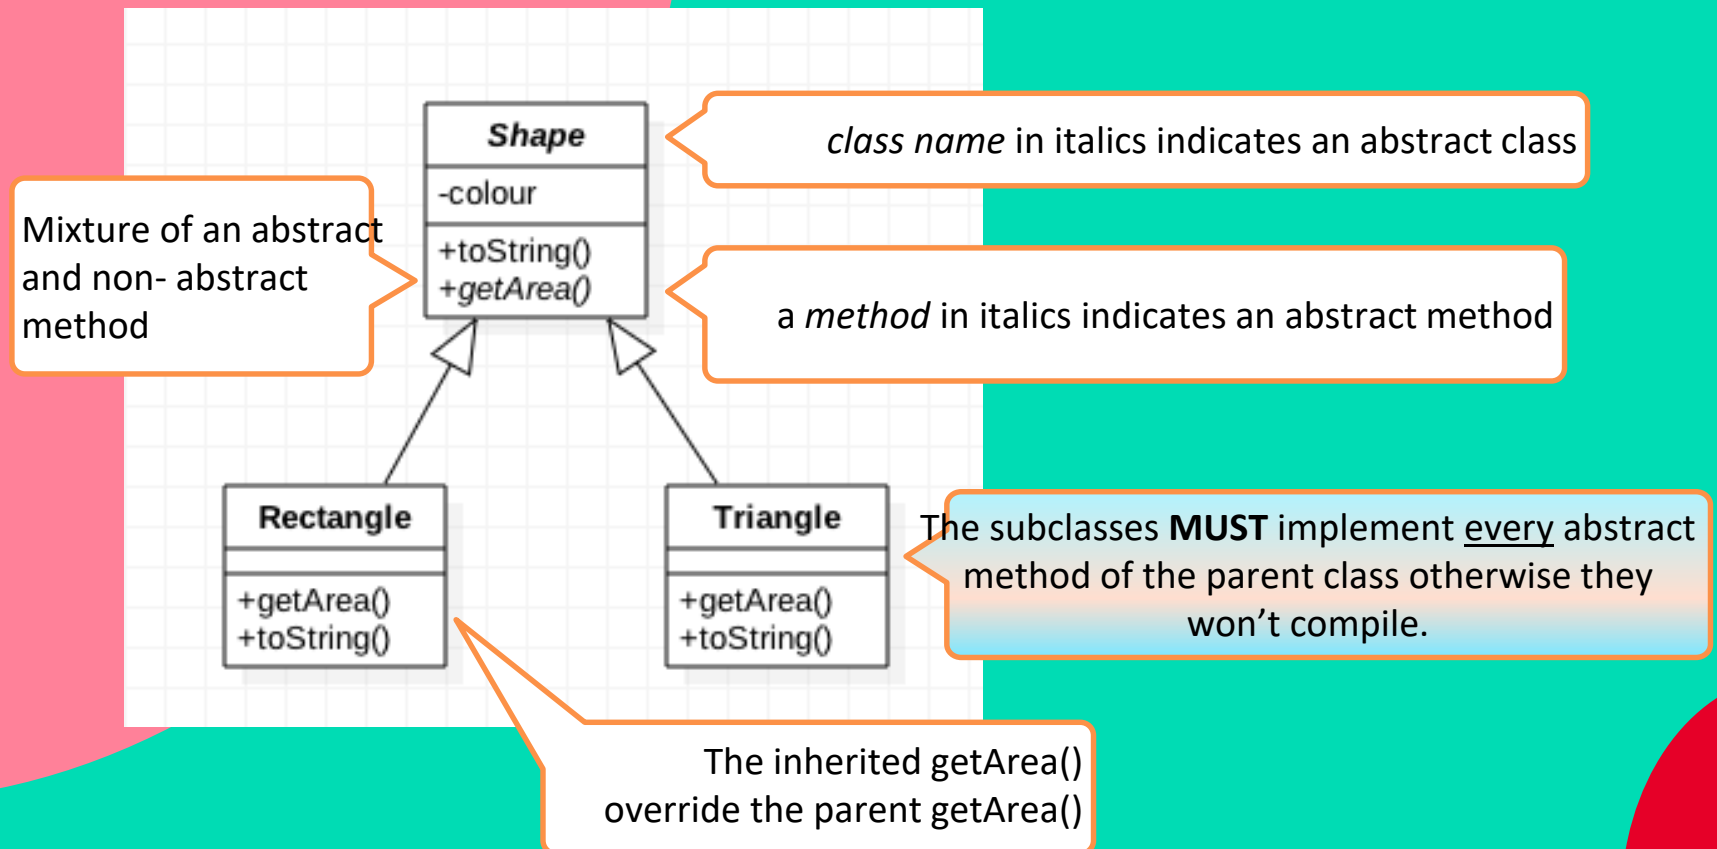 Shape
-colour
+toString()
+getArea()
class name in italics indicates an abstract class
Mixture of an abstract
and non- abstract
method
a method in italics indicates an abstract method
Rectangle
+getArea()
+toString()
Triangle
+getArea()
+toString()
The subclasses MUST implement every abstract
method of the parent class otherwise they
won’t compile.
The inherited getArea()
override the parent getArea()